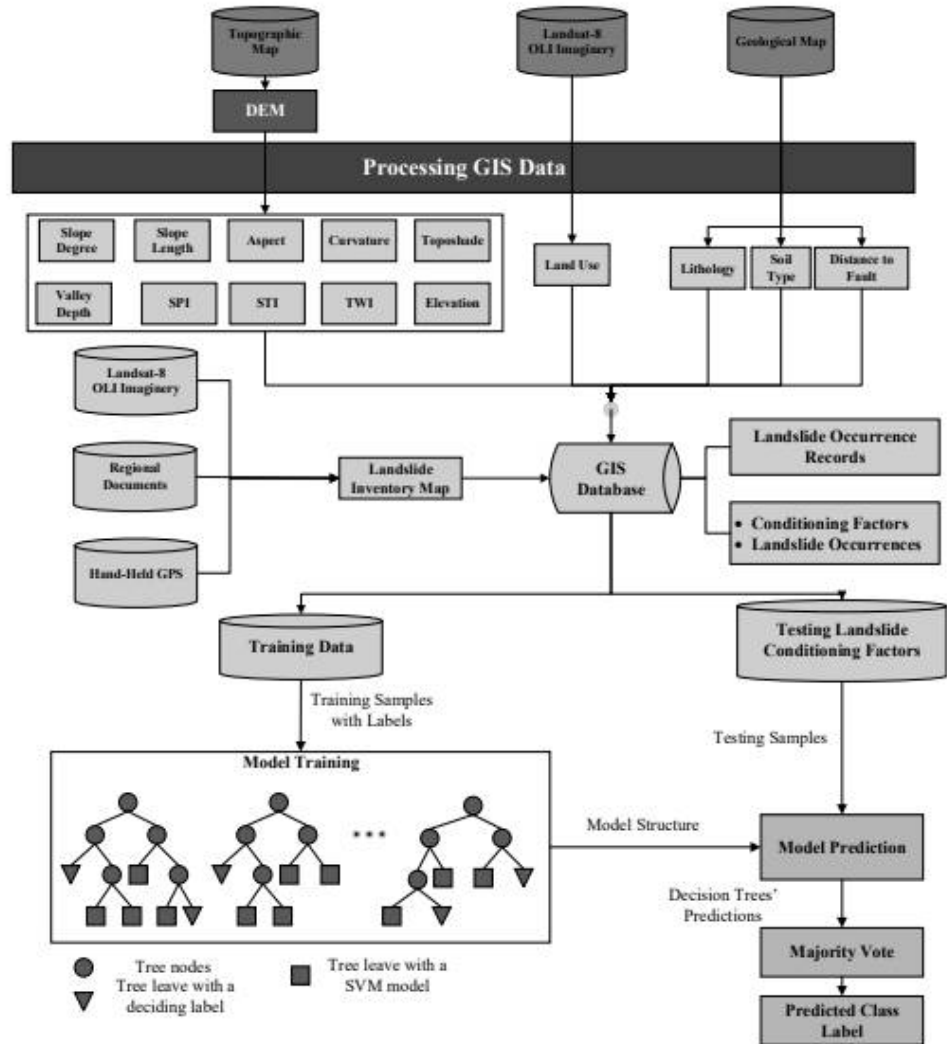 Topographic
Map
Landsat-8
OLI Imaginery
Geological Map
DEM
Processing GIS Data
Slope
Degree
Slope
Length
Aspect
Curvature
Toposhade
Valley
Depth
SPI
STI
TWI
Elevation
Land Use
Lithology
Soil
Type
Distance to
Fault
Landsat-8
OLI Imaginery
Regional
Documents
Hand-Held GPS
Landslide
Inventory Map
GIS
Database
Landslide Occurrence
Records
• Conditioning Factors
• Landslide Occurrences
Training Data
Testing Landslide
Conditioning Factors
Training Samples
with Labels
Testing Samples
Model Training
* * *
Model Structure
Model Prediction
Decision Trees'
Predictions
Majority Vote
Predicted Class
Label
Tree nodes
Tree leave with a
deciding label
Tree leave with a
SVM model